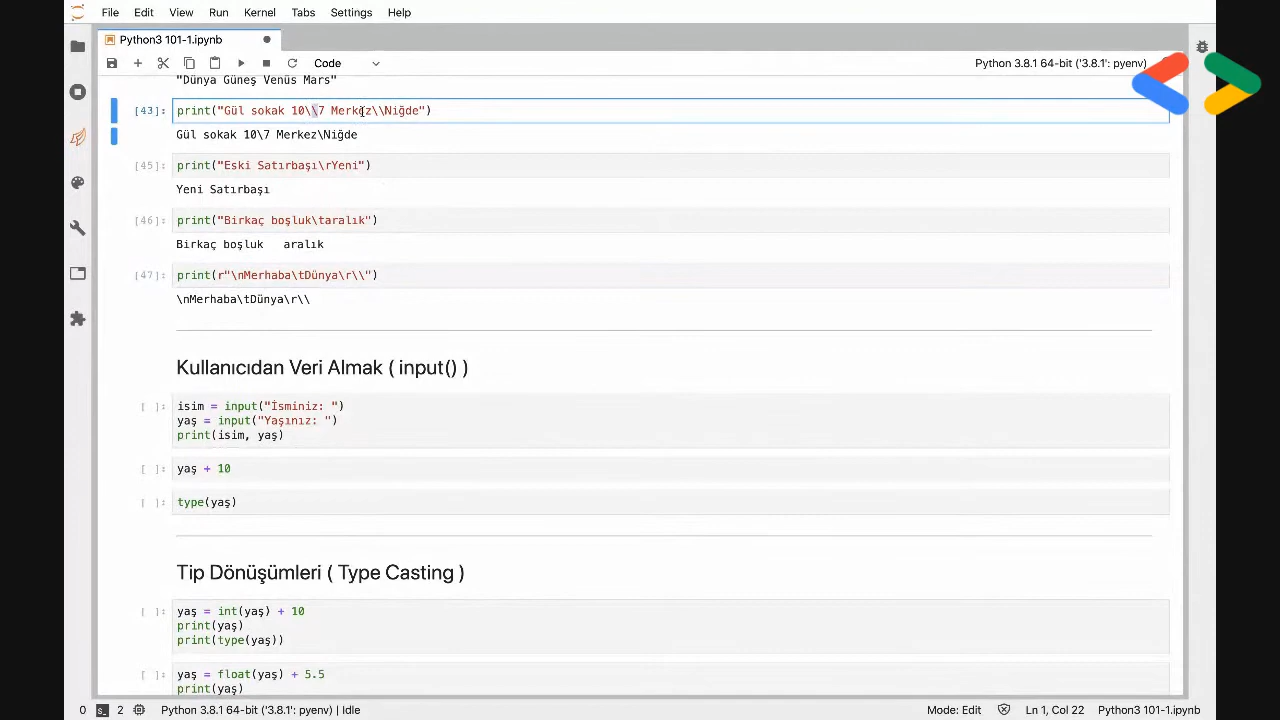 File Edit View Run Kernel Tabs Settings Help
Python3 101-1.ipynb
Code
Python 3.8.1 64-bit ('3.8.1': pyenv)
"Dünya Güneş Venüs Mars"
[43]: print("Gül sokak 10\\7 Merkez\\Niğde")
Gül sokak 10\7 Merkez\Niğde
[45]: print("Eski Satırbaşı\rYeni")
Yeni Satırbaşı
[46]: print("Birkaç boşluk\taralık")
Birkaç boşluk   aralık
[47]: print(r"\nMerhaba\tDünya\r\\")
\nMerhaba\tDünya\r\\
Kullanıcıdan Veri Almak ( input() )
[ ]: isim = input("İsminiz: ")
yaş = input("Yaşınız: ")
print(isim, yaş)
[ ]: yaş + 10
[ ]: type(yaş)
Tip Dönüşümleri ( Type Casting )
[ ]: yaş = int(yaş) + 10
print(yaş)
print(type(yaş))
[ ]: yaş = float(yaş) + 5.5
print(yaş)
0 2 Python 3.8.1 64-bit ('3.8.1': pyenv) | Idle Mode: Edit Ln 1, Col 22 Python3 101-1.ipynb